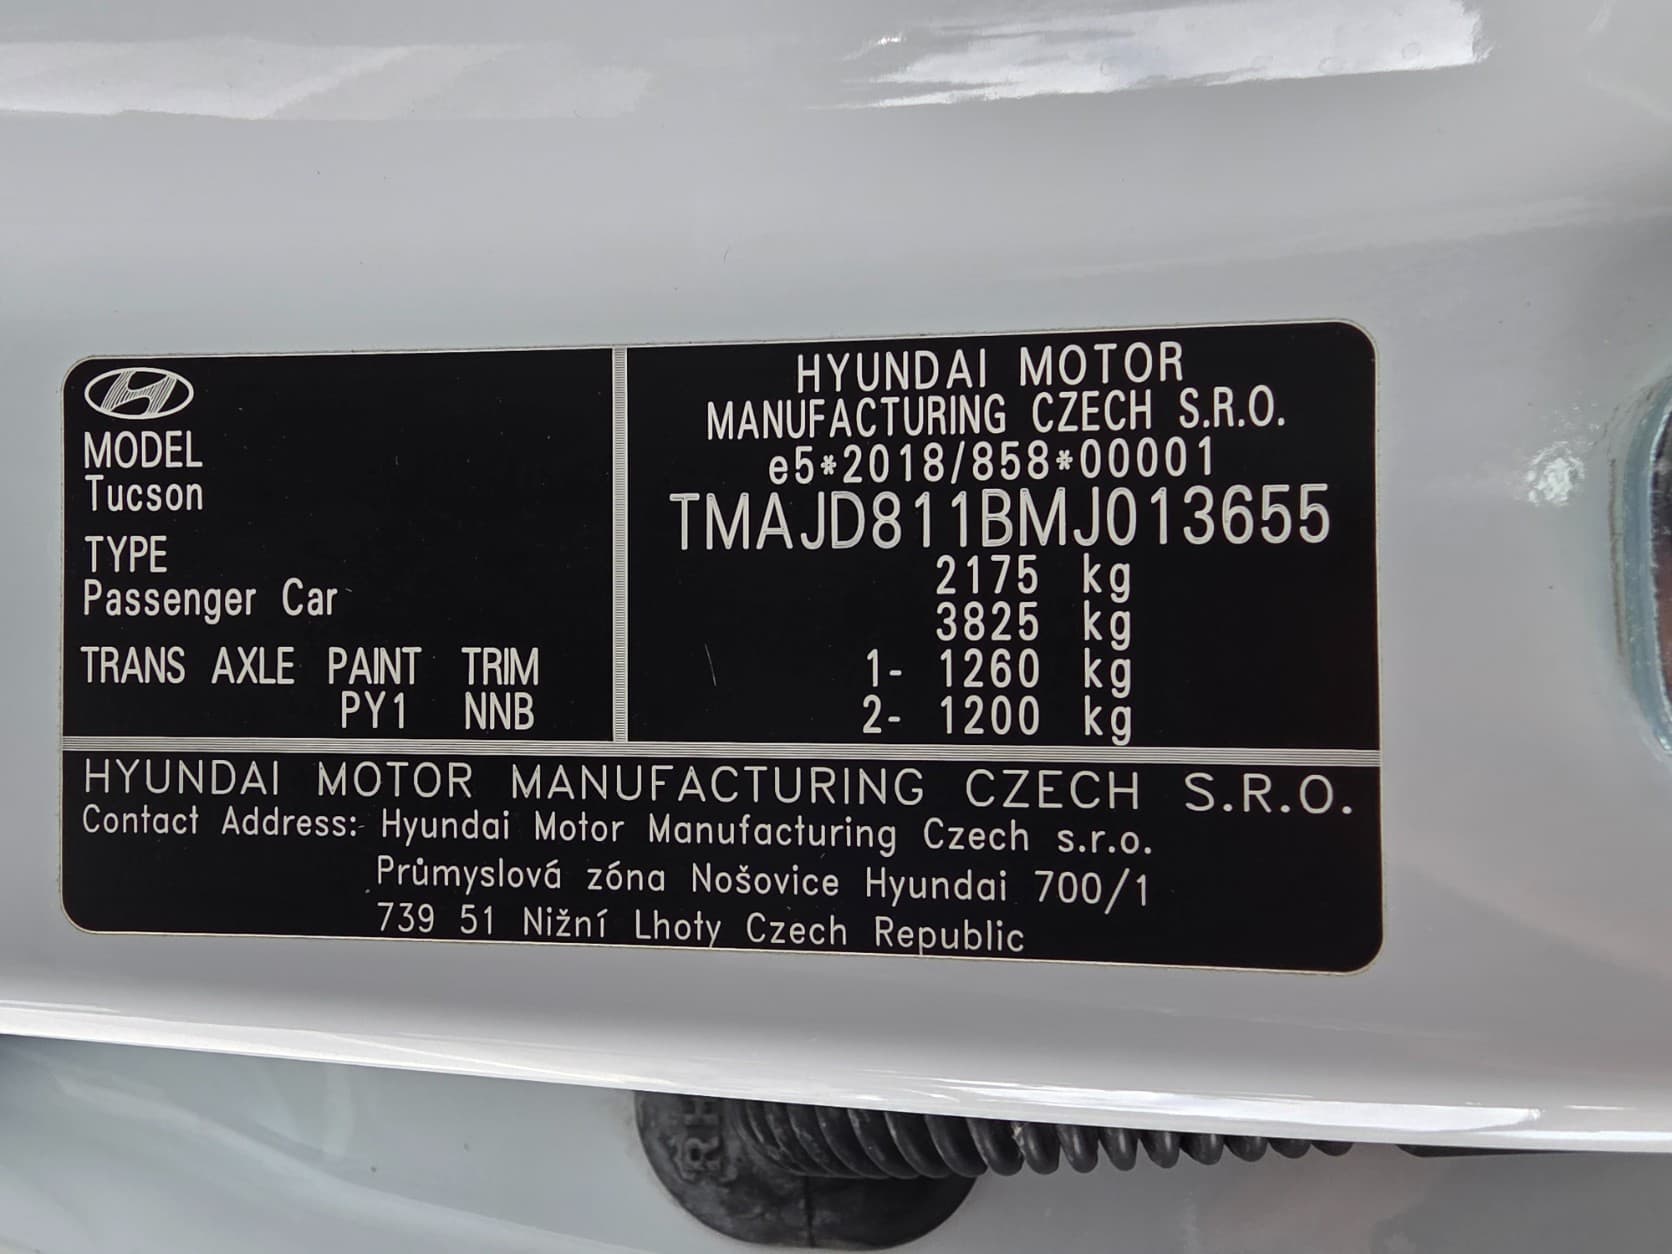 MODEL
Tucson
TYPE
Passenger Car
TRANS AXLE PAINT TRIM
PY1 NNB
HYUNDAI MOTOR
MANUFACTURING CZECH S.R.O.
e5*2018/858*00001
TMAJD811BMJ013655
2175 kg
3825 kg
1- 1260 kg
2- 1200 kg
HYUNDAI MOTOR MANUFACTURING CZECH S.R.O.
Contact Address: Hyundai Motor Manufacturing Czech s.r.o.
Průmyslová zóna Nošovice Hyundai 700/1
739 51 Nižní Lhoty Czech Republic
RH